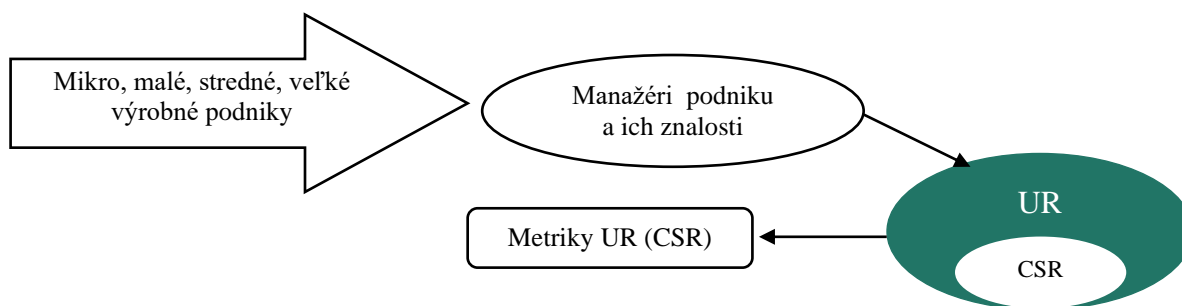 Mikro, malé, stredné, veľké
výrobné podniky
Manažéri podniku
a ich znalosti
UR
CSR
Metriky UR (CSR)